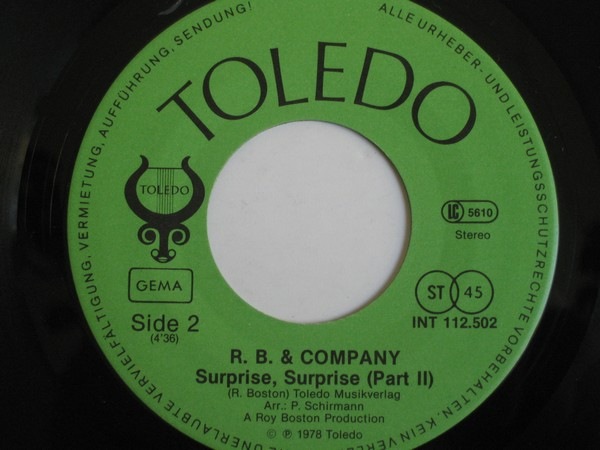 ALLE URHEBER- UND LEISTUNGSSCHUTZRECHTE VORBEHALTEN. KEIN VERLE
UNERLAUBTE VERVIELFÄLTIGUNG, VERMIETUNG, AUFFÜHRUNG, SENDUNG!
TOLEDO
TOLEDO
LC 5610
Stereo
GEMA
ST 45
Side 2
(4'36)
INT 112.502
R. B. & COMPANY
Surprise, Surprise (Part II)
(R. Boston) Toledo Musikverlag
Arr.: P. Schirmann
A Roy Boston Production
© ℗ 1978 Toledo